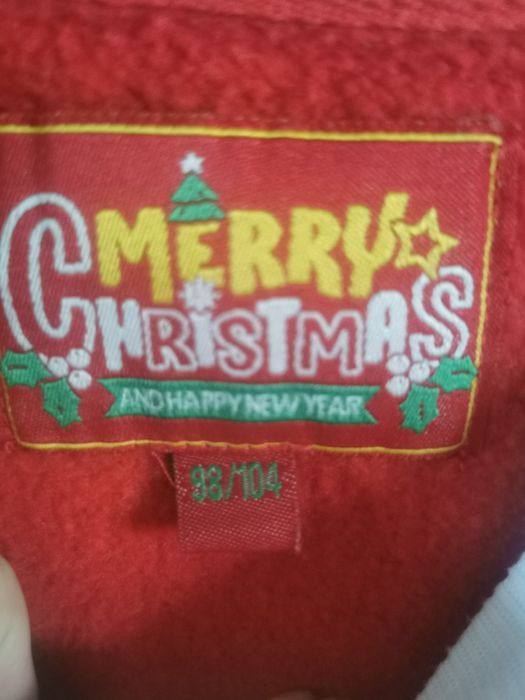 MERRY
CHRISTMAS
AND HAPPY NEW YEAR
98/104